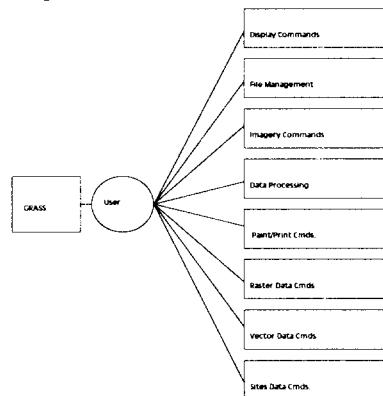 Display Commands
File Management
Imagery Commands
Data Processing
Paint/Print Cmds.
Raster Data Cmds.
Vector Data Cmds.
Sites Data Cmds.
GRASS
User